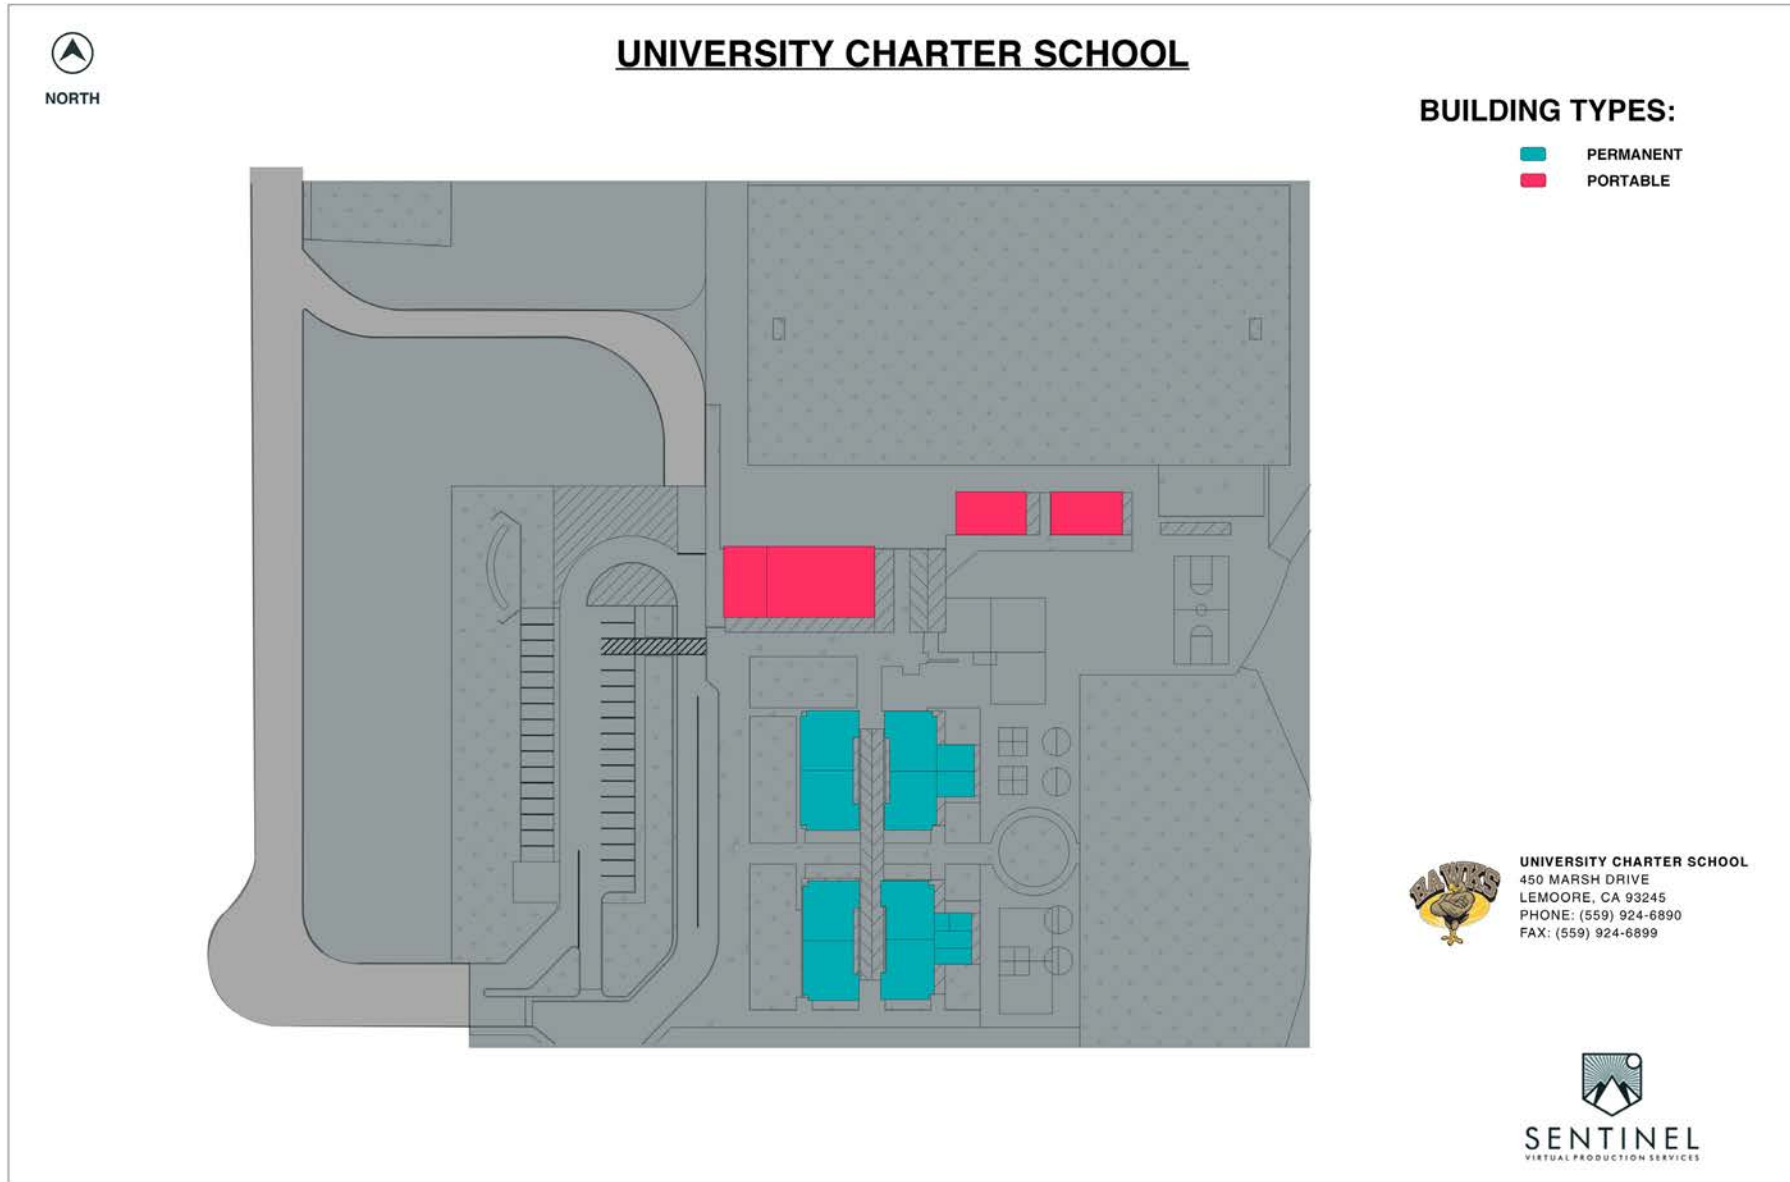 UNIVERSITY CHARTER SCHOOL
NORTH
BUILDING TYPES:
PERMANENT
PORTABLE
HAWKS
UNIVERSITY CHARTER SCHOOL
450 MARSH DRIVE
LEMOORE, CA 93245
PHONE: (559) 924-6890
FAX: (559) 924-6899
SENTINEL
VIRTUAL PRODUCTION SERVICES